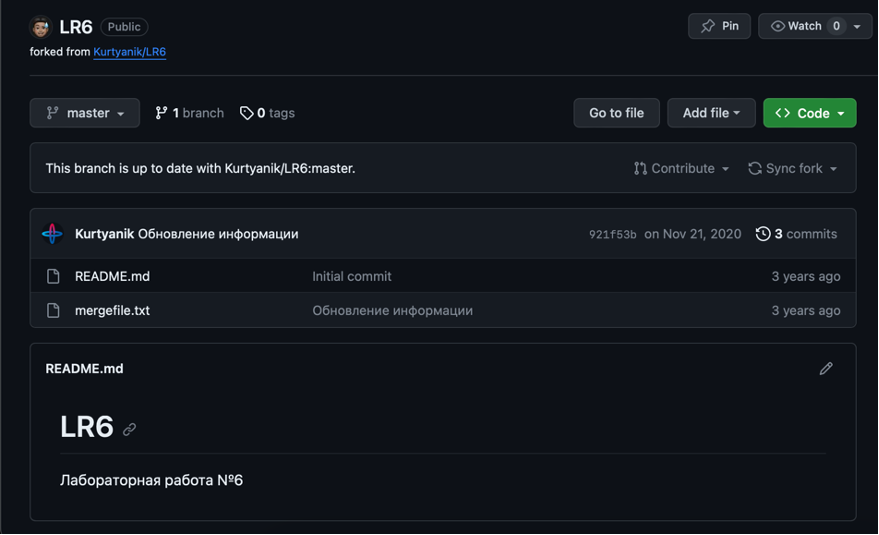 LR6 Public Pin Watch 0
forked from Kurtyanik/LR6
master 1 branch 0 tags Go to file Add file Code
This branch is up to date with Kurtyanik/LR6:master. Contribute Sync fork
Kurtyanik Обновление информации 921f53b on Nov 21, 2020 3 commits
README.md Initial commit 3 years ago
mergefile.txt Обновление информации 3 years ago
README.md
LR6
Лабораторная работа №6